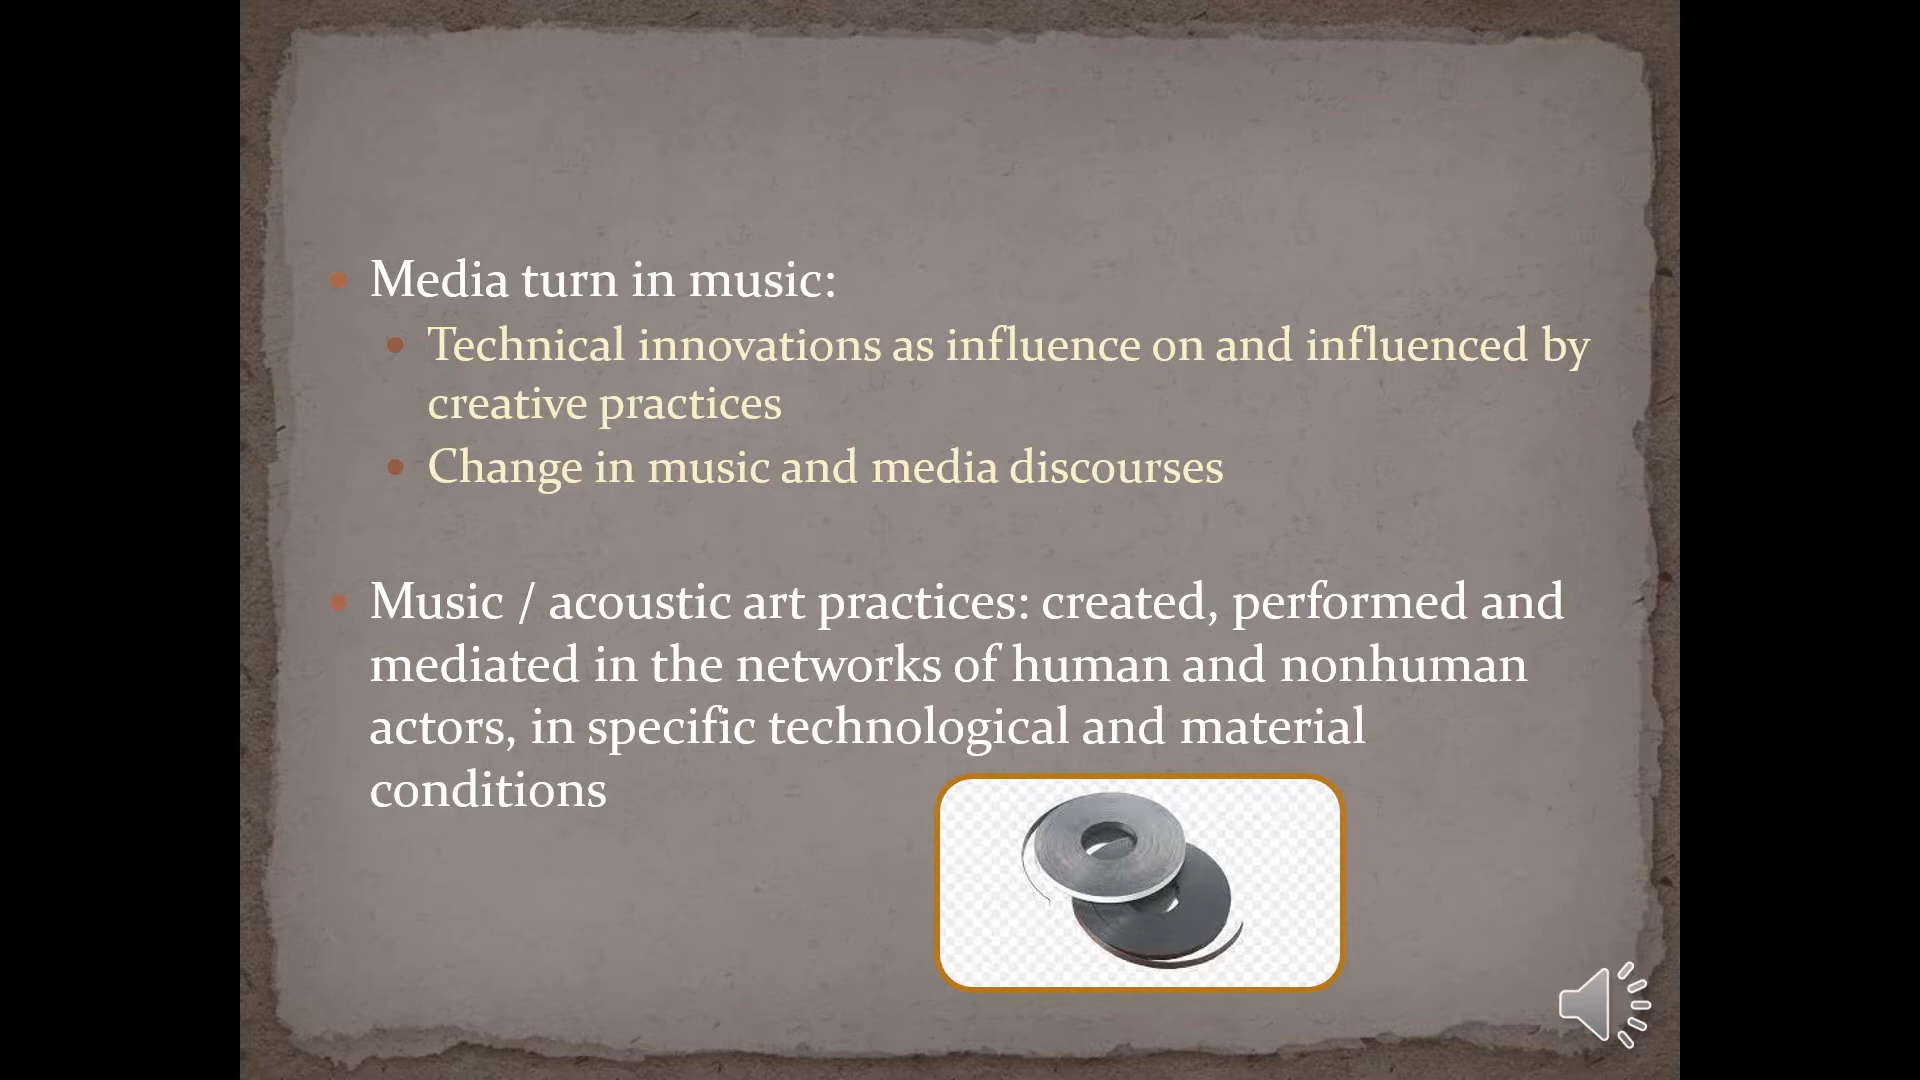 Media turn in music:
Technical innovations as influence on and influenced by
creative practices
Change in music and media discourses
Music / acoustic art practices: created, performed and
mediated in the networks of human and nonhuman
actors, in specific technological and material
conditions